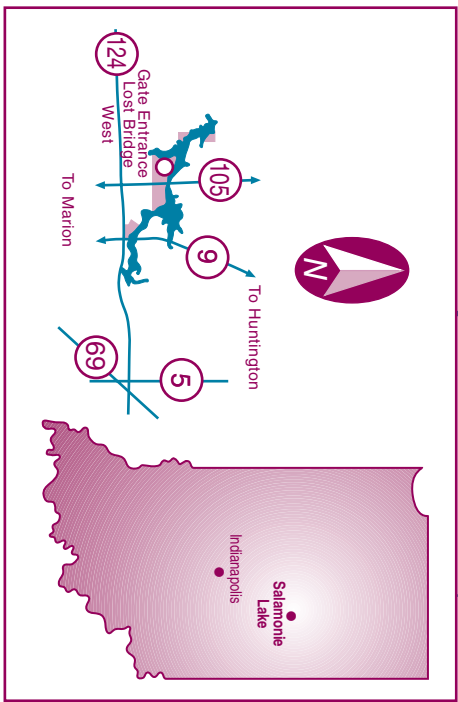 124
Gate Entrance
Lost Bridge
West
105
To Marion
9
To Huntington
69
5
N
Indianapolis
Salamonie
Lake